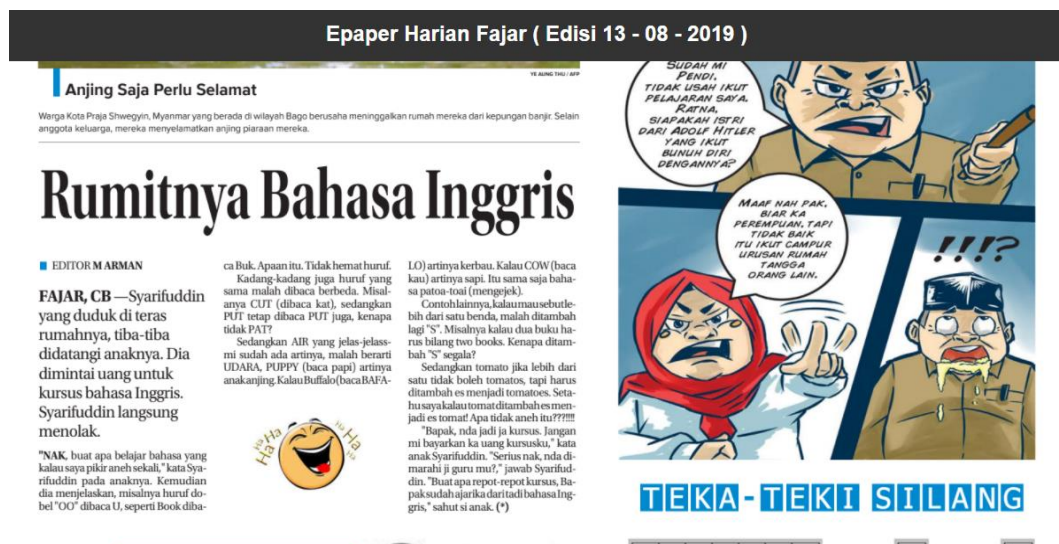 Epaper Harian Fajar ( Edisi 13 - 08 - 2019 )
YE AUNG THU / AFP
Anjing Saja Perlu Selamat
Warga Kota Praja Shwegyin, Myanmar yang berada di wilayah Bago berusaha meninggalkan rumah mereka dari kepungan banjir. Selain
anggota keluarga, mereka menyelamatkan anjing piaraan mereka.
Rumitnya Bahasa Inggris
EDITOR M ARMAN
FAJAR, CB —Syarifuddin
yang duduk di teras
rumahnya, tiba-tiba
didatangi anaknya. Dia
dimintai uang untuk
kursus bahasa Inggris.
Syarifuddin langsung
menolak.
"NAK, buat apa belajar bahasa yang
kalau saya pikir aneh sekali," kata Sya-
rifuddin pada anaknya. Kemudian
dia menjelaskan, misalnya huruf do-
bel "OO" dibaca U, seperti Book diba-
ca Buk. Apaan itu. Tidak hemat huruf.
Kadang-kadang juga huruf yang
sama malah dibaca berbeda. Misal-
anya CUT (dibaca kat), sedangkan
PUT tetap dibaca PUT juga, kenapa
tidak PAT?
Sedangkan AIR yang jelas-jelass-
mi sudah ada artinya, malah berarti
UDARA, PUPPY (baca papi) artinya
anak anjing. Kalau Buffalo (baca BAFA-
LO) artinya kerbau. Kalau COW (baca
kau) artinya sapi. Itu sama saja baha-
sa patoa-toai (mengejek).
Contoh lainnya, kalau mau sebut le-
bih dari satu benda, malah ditambah
lagi "S". Misalnya kalau dua buku ha-
rus bilang two books. Kenapa ditam-
bah "S" segala?
Sedangkan tomato jika lebih dari
satu tidak boleh tomatos, tapi harus
ditambah es menjadi tomatoes. Seta-
hu saya kalau tomat ditambah es men-
jadi es tomat! Apa tidak aneh itu???!!!!
"Bapak, nda jadi ja kursus. Jangan
mi bayarkan ka uang kursusku," kata
anak Syarifuddin. "Serius nak, nda di-
marahi ji guru mu?," jawab Syarifud-
din. "Buat apa repot-repot kursus, Ba-
pak sudah ajarika dari tadi bahasa Ing-
gris," sahut si anak. (*)
Ha Ha Ha
Ha Ha Ha
SUDAH MI
PENDI,
TIDAK USAH IKUT
PELAJARAN SAYA.
RATNA,
SIAPAKAH ISTRI
DARI ADOLF HITLER
YANG IKUT
BUNUH DIRI
DENGANNYA?
MAAF NAH PAK,
BIAR KA
PEREMPUAN, TAPI
TIDAK BAIK
ITU IKUT CAMPUR
URUSAN RUMAH
TANGGA
ORANG LAIN.
!!!?
TEKA-TEKI SILANG